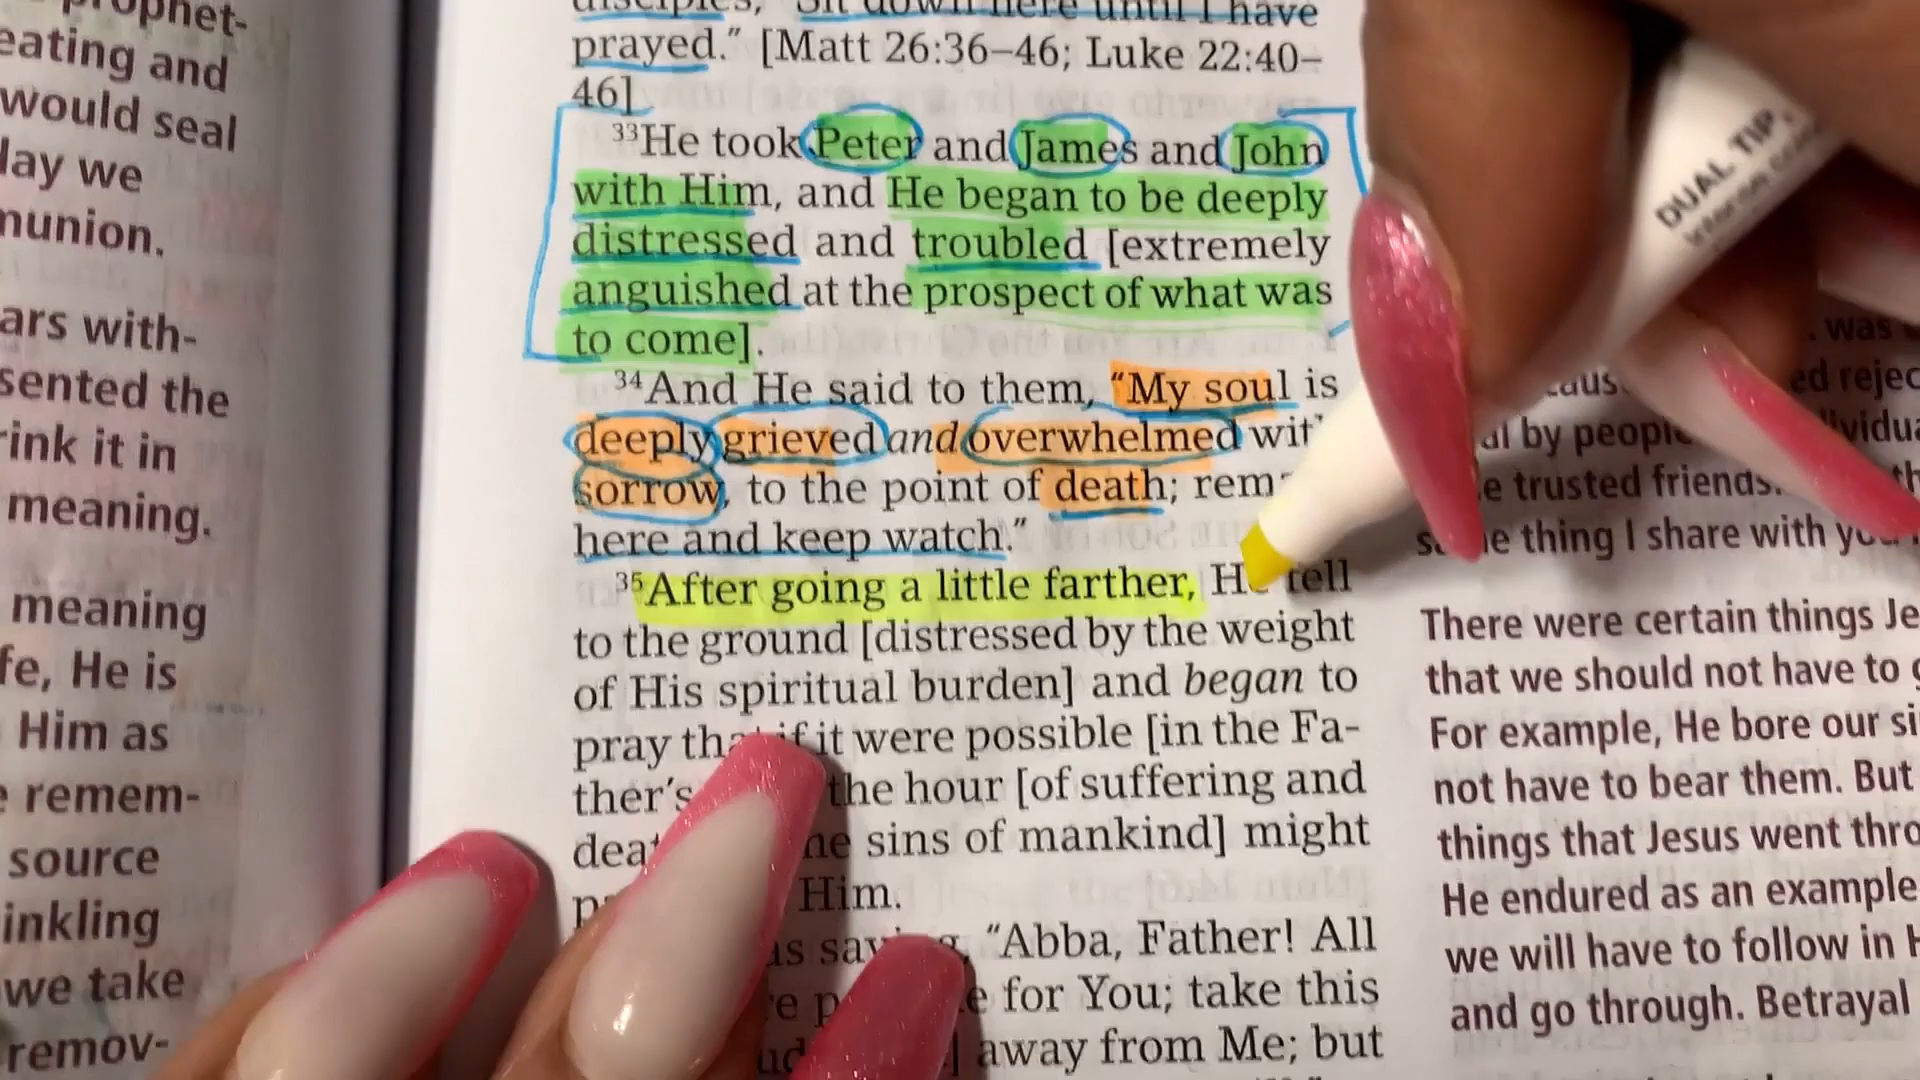 prophet-
eating and
would seal
day we
munion.
ars with-
sented the
rink it in
meaning.
meaning
fe, He is
Him as
remem-
source
inkling
we take
remov-
disciples, “Sit down here until I have
prayed.” [Matt 26:36–46; Luke 22:40–
46]
33He took Peter and James and John
with Him, and He began to be deeply
distressed and troubled [extremely
anguished at the prospect of what was
to come].
34And He said to them, “My soul is
deeply grieved and overwhelmed with
sorrow, to the point of death; rem
here and keep watch.”
35After going a little farther, He fell
to the ground [distressed by the weight
of His spiritual burden] and began to
pray that if it were possible [in the Fa-
ther’s the hour [of suffering and
deat he sins of mankind] might
Him.
as saying, “Abba, Father! All
e for You; take this
away from Me; but
DUAL TIP
was
ed rejec
al by people
e trusted friends.
same thing I share with you
There were certain things Je
that we should not have to g
For example, He bore our si
not have to bear them. But
things that Jesus went thro
He endured as an example
we will have to follow in H
and go through. Betrayal